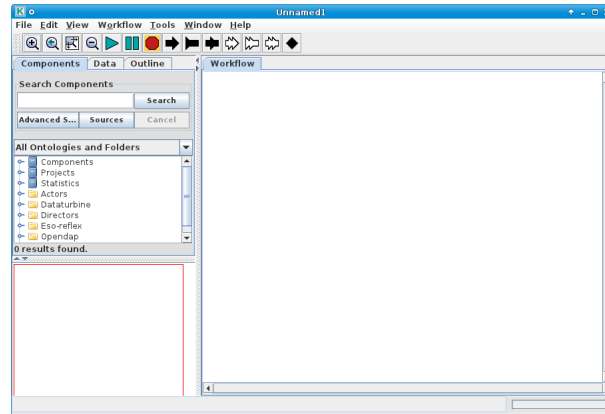 Unnamed1
File Edit View Workflow Tools Window Help
Components Data Outline
Workflow
Search Components
Search
Advanced S... Sources Cancel
All Ontologies and Folders
Components
Projects
Statistics
Actors
Dataturbine
Directors
Eso-reflex
Opendap
0 results found.